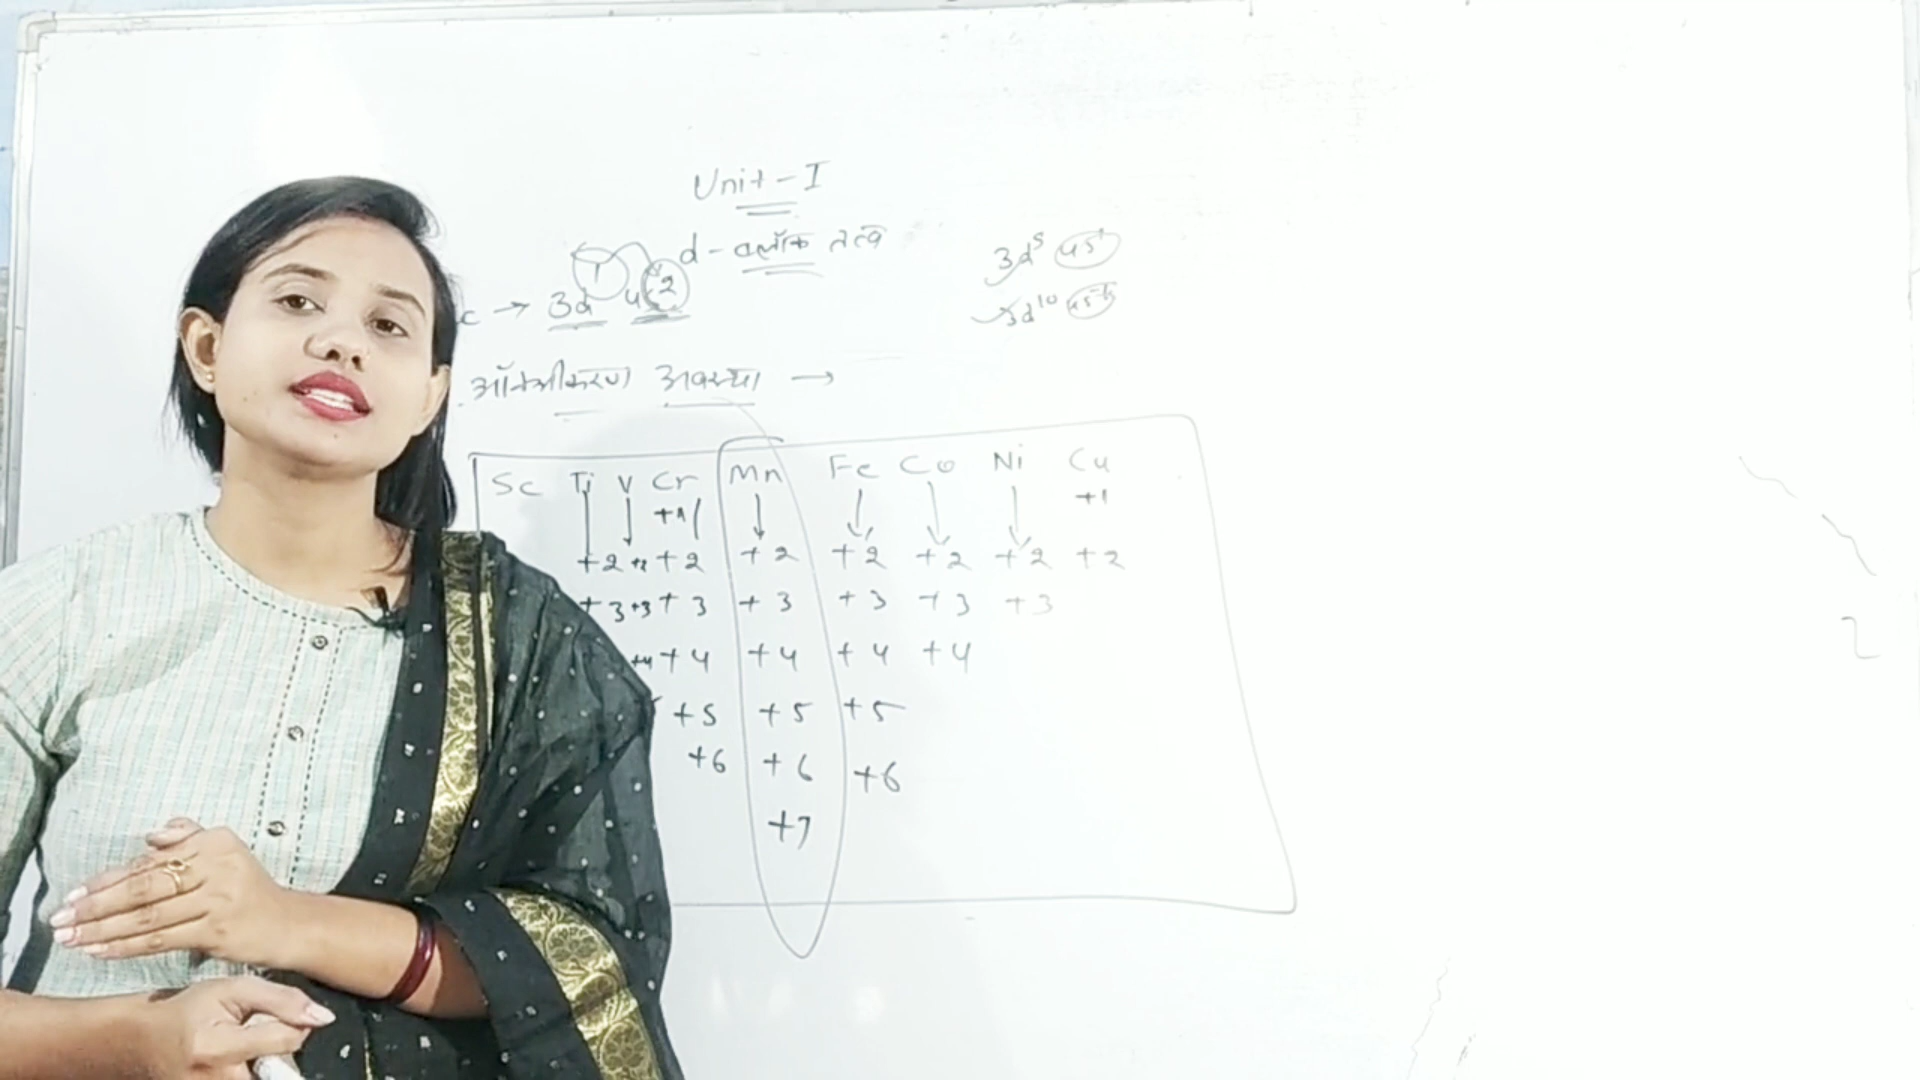 Unit - I
d - ब्लॉक तत्व
3d⁵ 4s¹
c → 3d¹ 4s²
3d¹⁰ 4s¹
ऑक्सीकरण अवस्था →
Sc Ti V Cr Mn Fe Co Ni Cu
+1 +1
+2 +2 +2 +2 +2 +2 +2 +2
+3 +3 +3 +3 +3 +3 +3
+4 +4 +4 +4 +4
+5 +5 +5
+6 +6 +6
+7